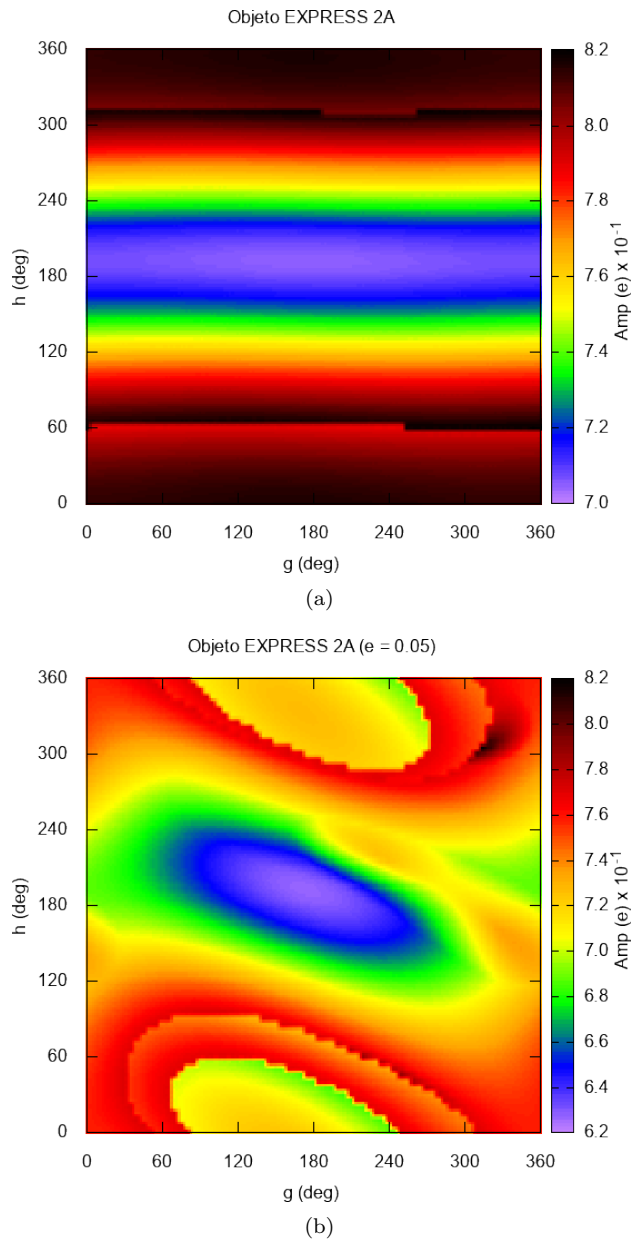 Objeto EXPRESS 2A
360
300
240
180
120
60
0
h (deg)
0 60 120 180 240 300 360
g (deg)
8.2
8.0
7.8
7.6
7.4
7.2
7.0
Amp (e) x 10⁻¹
(a)
Objeto EXPRESS 2A (e = 0.05)
360
300
240
180
120
60
0
h (deg)
0 60 120 180 240 300 360
g (deg)
8.2
8.0
7.8
7.6
7.4
7.2
7.0
6.8
6.6
6.4
6.2
Amp (e) x 10⁻¹
(b)